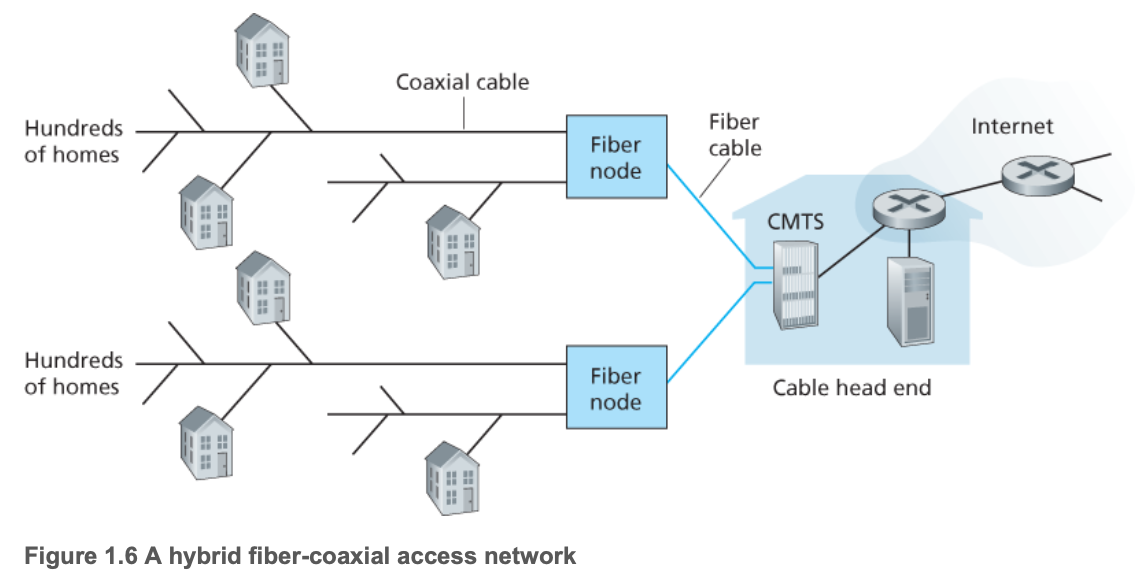 Coaxial cable
Hundreds
of homes
Fiber
node
Fiber
cable
Internet
CMTS
Hundreds
of homes
Fiber
node
Cable head end
Figure 1.6 A hybrid fiber-coaxial access network